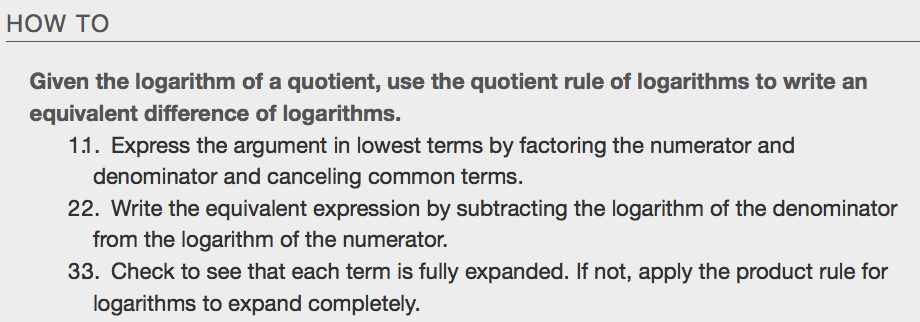 HOW TO
Given the logarithm of a quotient, use the quotient rule of logarithms to write an
equivalent difference of logarithms.
1.1. Express the argument in lowest terms by factoring the numerator and
denominator and canceling common terms.
22. Write the equivalent expression by subtracting the logarithm of the denominator
from the logarithm of the numerator.
33. Check to see that each term is fully expanded. If not, apply the product rule for
logarithms to expand completely.